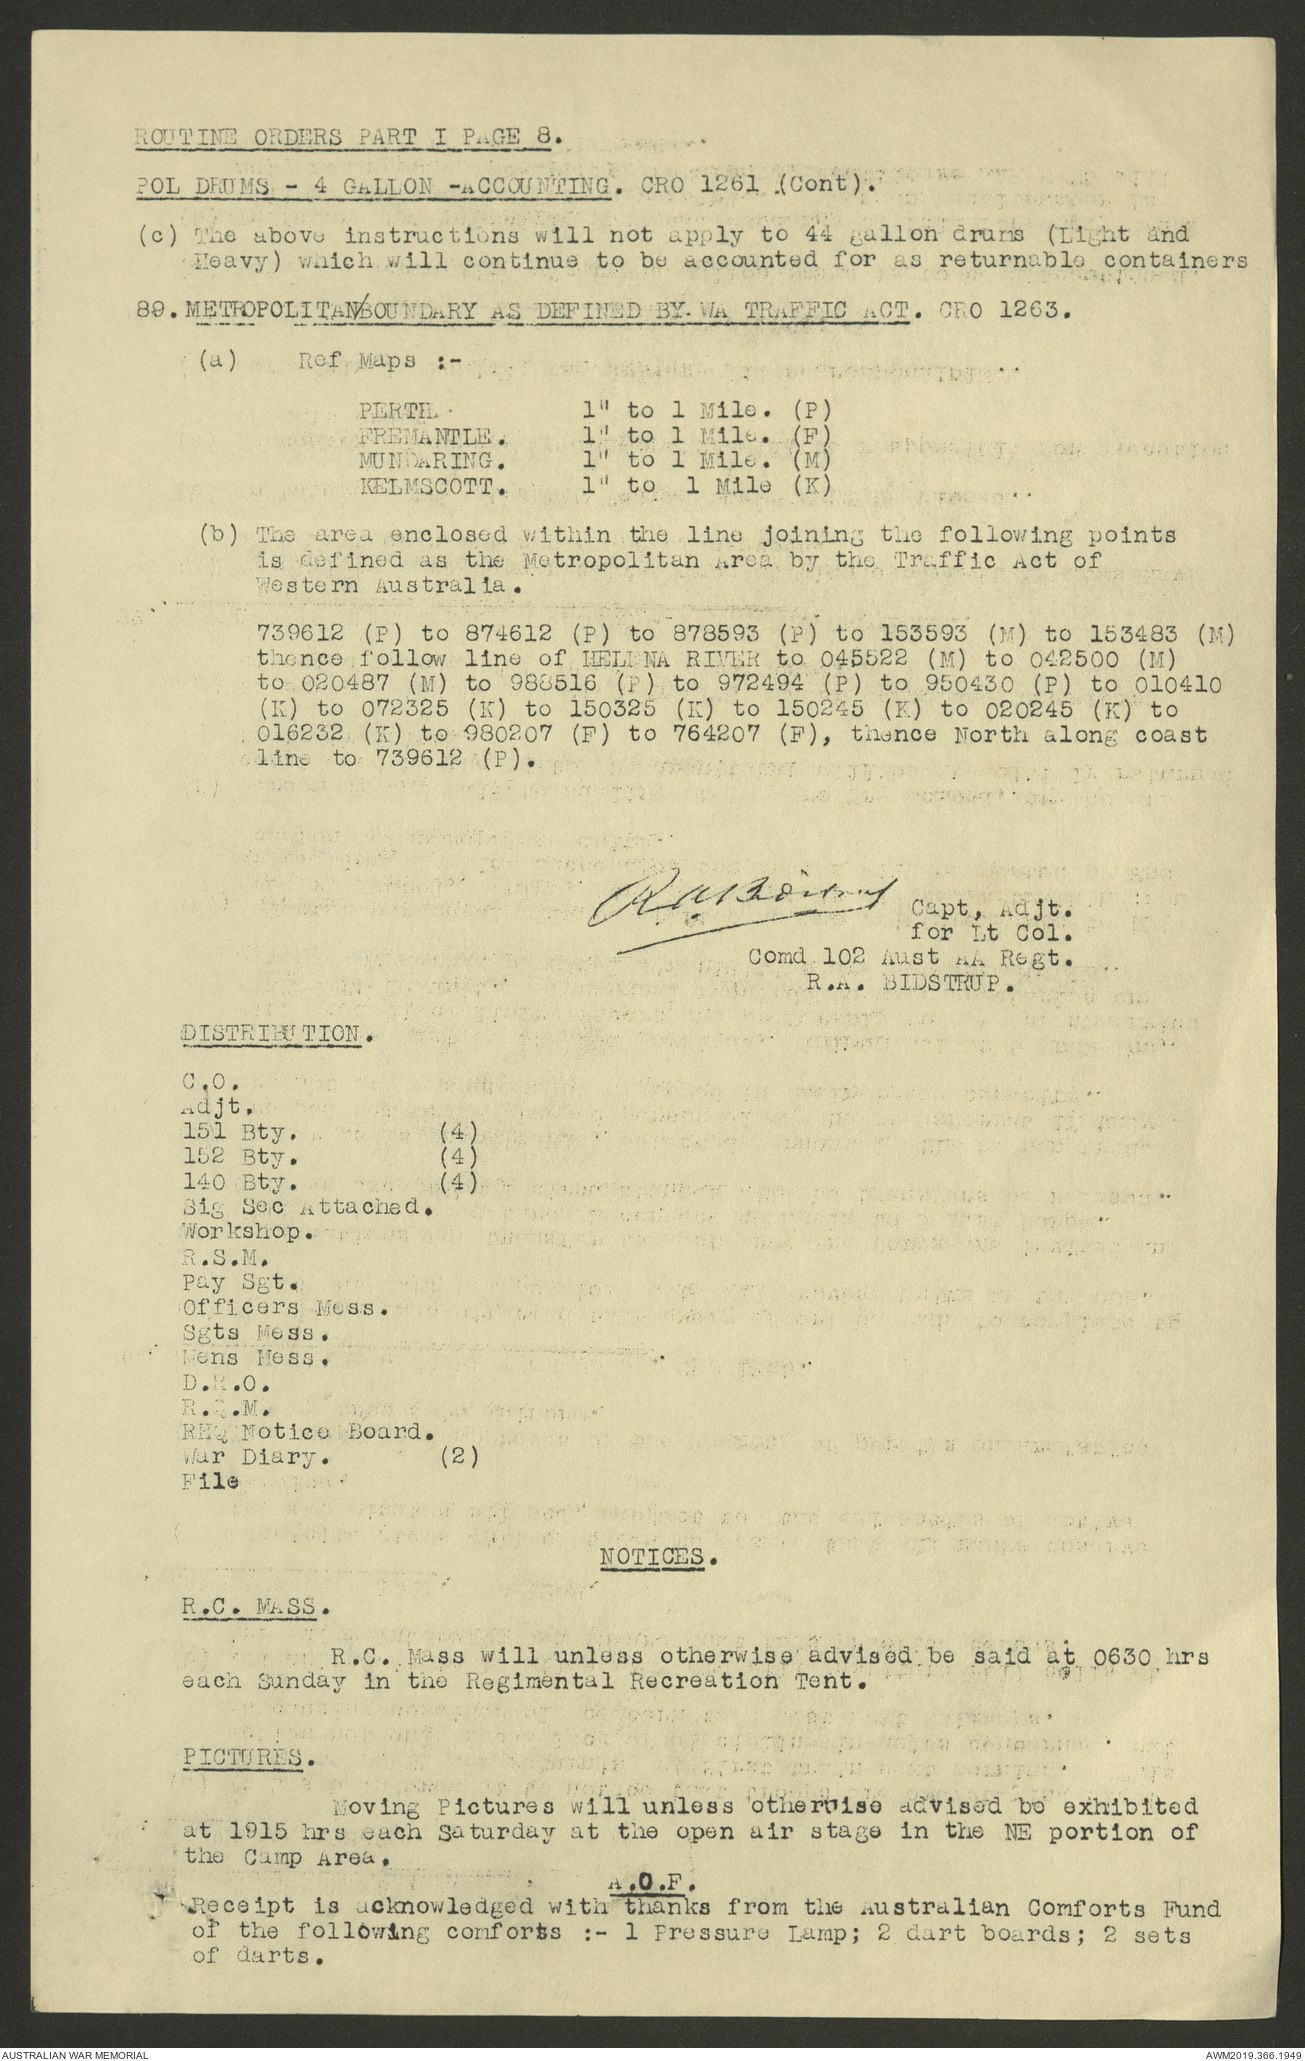 ROUTINE ORDERS PART I PAGE 8.
POL DRUMS - 4 GALLON -ACCOUNTING. CRO 1261 (Cont).
(c) The above instructions will not apply to 44 gallon drums (Light and
Heavy) which will continue to be accounted for as returnable containers
89. METROPOLITAN/BOUNDARY AS DEFINED BY WA TRAFFIC ACT. CRO 1263.
(a) Ref Maps :-
PERTH. 1" to 1 Mile. (P)
FREMANTLE. 1" to 1 Mile. (F)
MUNDARING. 1" to 1 Mile. (M)
KELMSCOTT. 1" to 1 Mile (K)
(b) The area enclosed within the line joining the following points
is defined as the Metropolitan Area by the Traffic Act of
Western Australia.
739612 (P) to 874612 (P) to 878593 (P) to 153593 (M) to 153483 (M)
thence follow line of HELENA RIVER to 045522 (M) to 042500 (M)
to 020487 (M) to 988516 (P) to 972494 (P) to 950430 (P) to 010410
(K) to 072325 (K) to 150325 (K) to 150245 (K) to 020245 (K) to
016232 (K) to 980207 (F) to 764207 (F), thence North along coast
line to 739612 (P).
RABidstrup
Capt, Adjt.
for Lt Col.
Comd 102 Aust AA Regt.
R.A. BIDSTRUP.
DISTRIBUTION.
C.O.
Adjt.
151 Bty. (4)
152 Bty. (4)
140 Bty. (4)
Sig Sec Attached.
Workshop.
R.S.M.
Pay Sgt.
Officers Mess.
Sgts Mess.
Mens Mess.
D.R.O.
R.Q.M.
RHQ Notice Board.
War Diary. (2)
File
NOTICES.
R.C. MASS.
R.C. Mass will unless otherwise advised be said at 0630 hrs
each Sunday in the Regimental Recreation Tent.
PICTURES.
Moving Pictures will unless otherwise advised be exhibited
at 1915 hrs each Saturday at the open air stage in the NE portion of
the Camp Area.
A.O.F.
Receipt is acknowledged with thanks from the Australian Comforts Fund
of the following comforts :- 1 Pressure Lamp; 2 dart boards; 2 sets
of darts.
AUSTRALIAN WAR MEMORIAL
AWM2019.366.1949